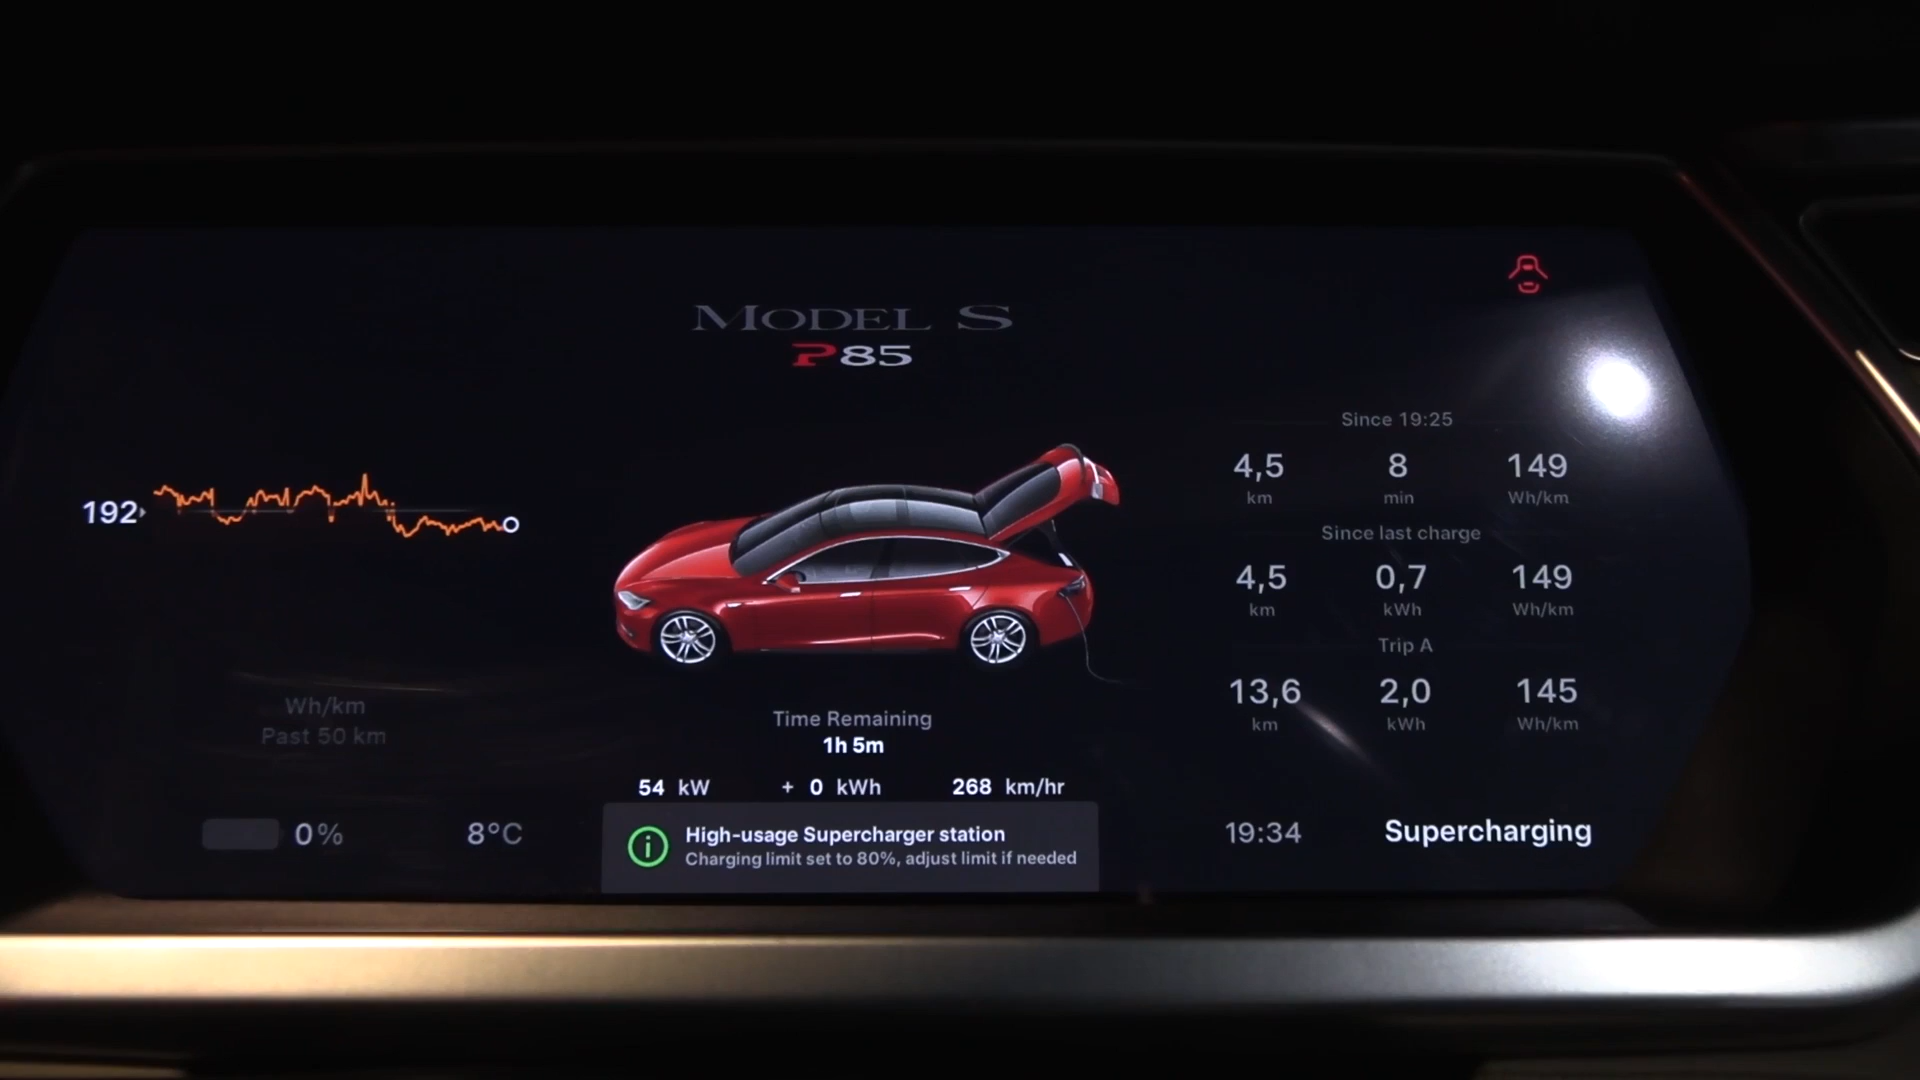 MODEL S
P85
192
Wh/km
Past 50 km
0%
8°C
Time Remaining
1h 5m
54 kW + 0 kWh 268 km/hr
High-usage Supercharger station
Charging limit set to 80%, adjust limit if needed
Since 19:25
4,5 8 149
km min Wh/km
Since last charge
4,5 0,7 149
km kWh Wh/km
Trip A
13,6 2,0 145
km kWh Wh/km
19:34 Supercharging